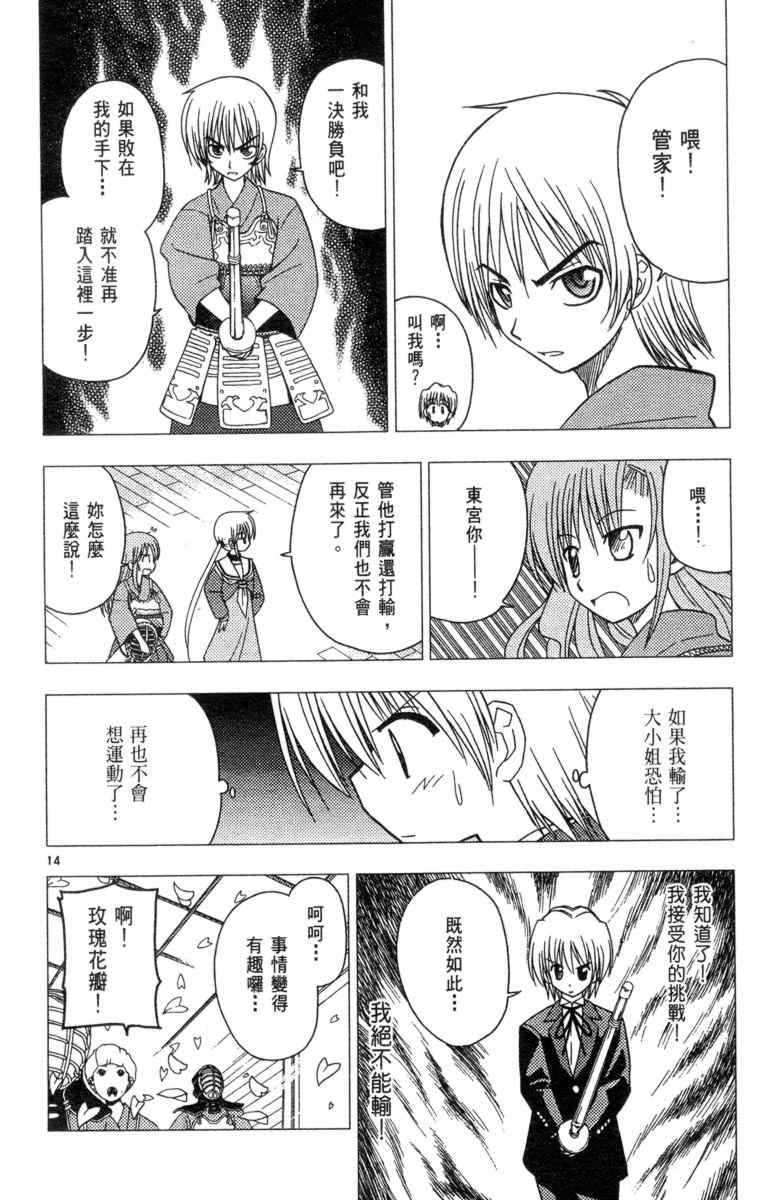 喂！
管家！
啊…
叫我嗎？
和我
一決勝負吧！
如果敗在
我的手下…
就不准再
踏入這裡一步！
喂…！
東宮你
——！
管他打贏還打輸，
反正我們也不會
再來了。
妳怎麼
這麼說！
如果我輸了…
大小姐恐怕…
再也不會
想運動了…
14
我知道了！
我接受你的挑戰！
既然如此…
我絕不能輸！
呵呵…
事情變得
有趣囉…
啊！
玫瑰花瓣！